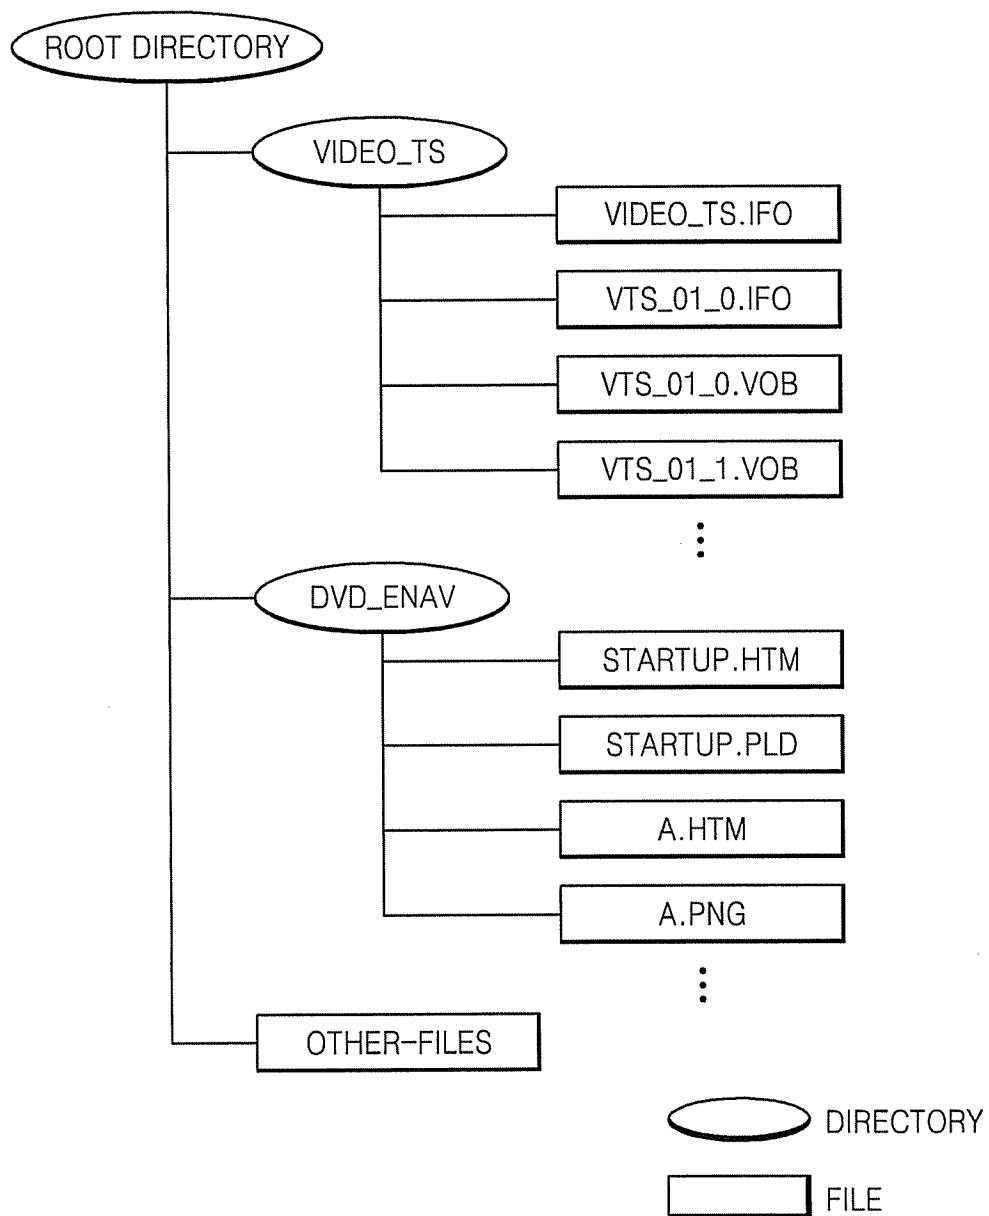 ROOT DIRECTORY
VIDEO_TS
VIDEO_TS.IFO
VTS_01_0.IFO
VTS_01_0.VOB
VTS_01_1.VOB
DVD_ENAV
STARTUP.HTM
STARTUP.PLD
A.HTM
A.PNG
OTHER-FILES
DIRECTORY
FILE